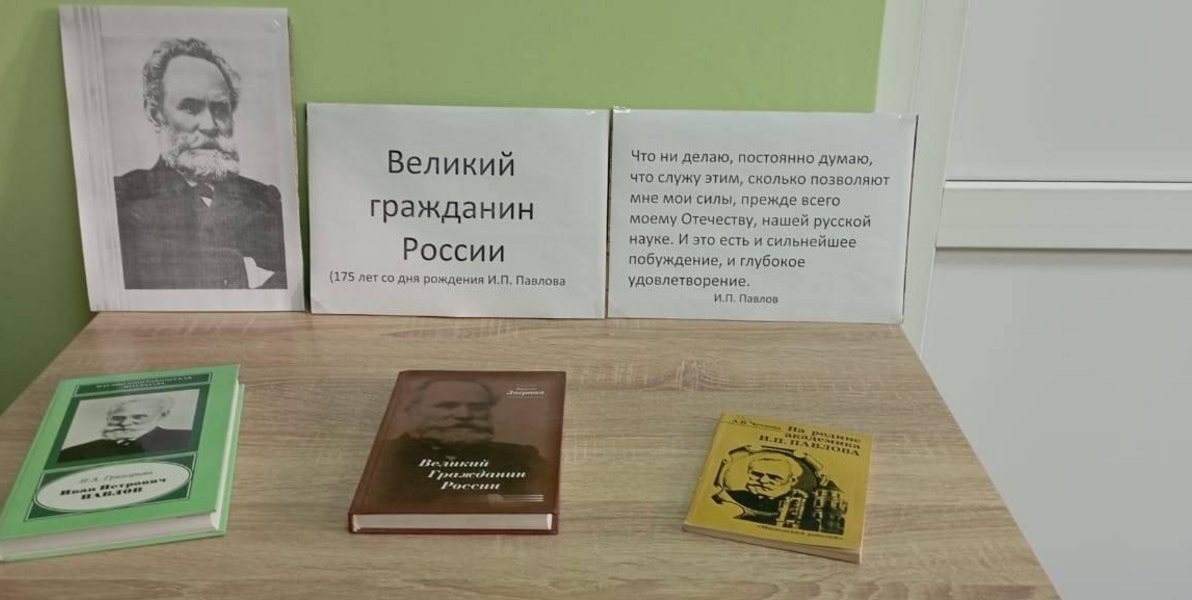 Великий
гражданин
России
(175 лет со дня рождения И.П. Павлова
Что ни делаю, постоянно думаю,
что служу этим, сколько позволяют
мне мои силы, прежде всего
моему Отечеству, нашей русской
науке. И это есть и сильнейшее
побуждение, и глубокое
удовлетворение.
И.П. Павлов
Иван Петрович
ПАВЛОВ
Великий
Гражданин
России
На родине
академика
И.П. ПАВЛОВА
«Московский рабочий»